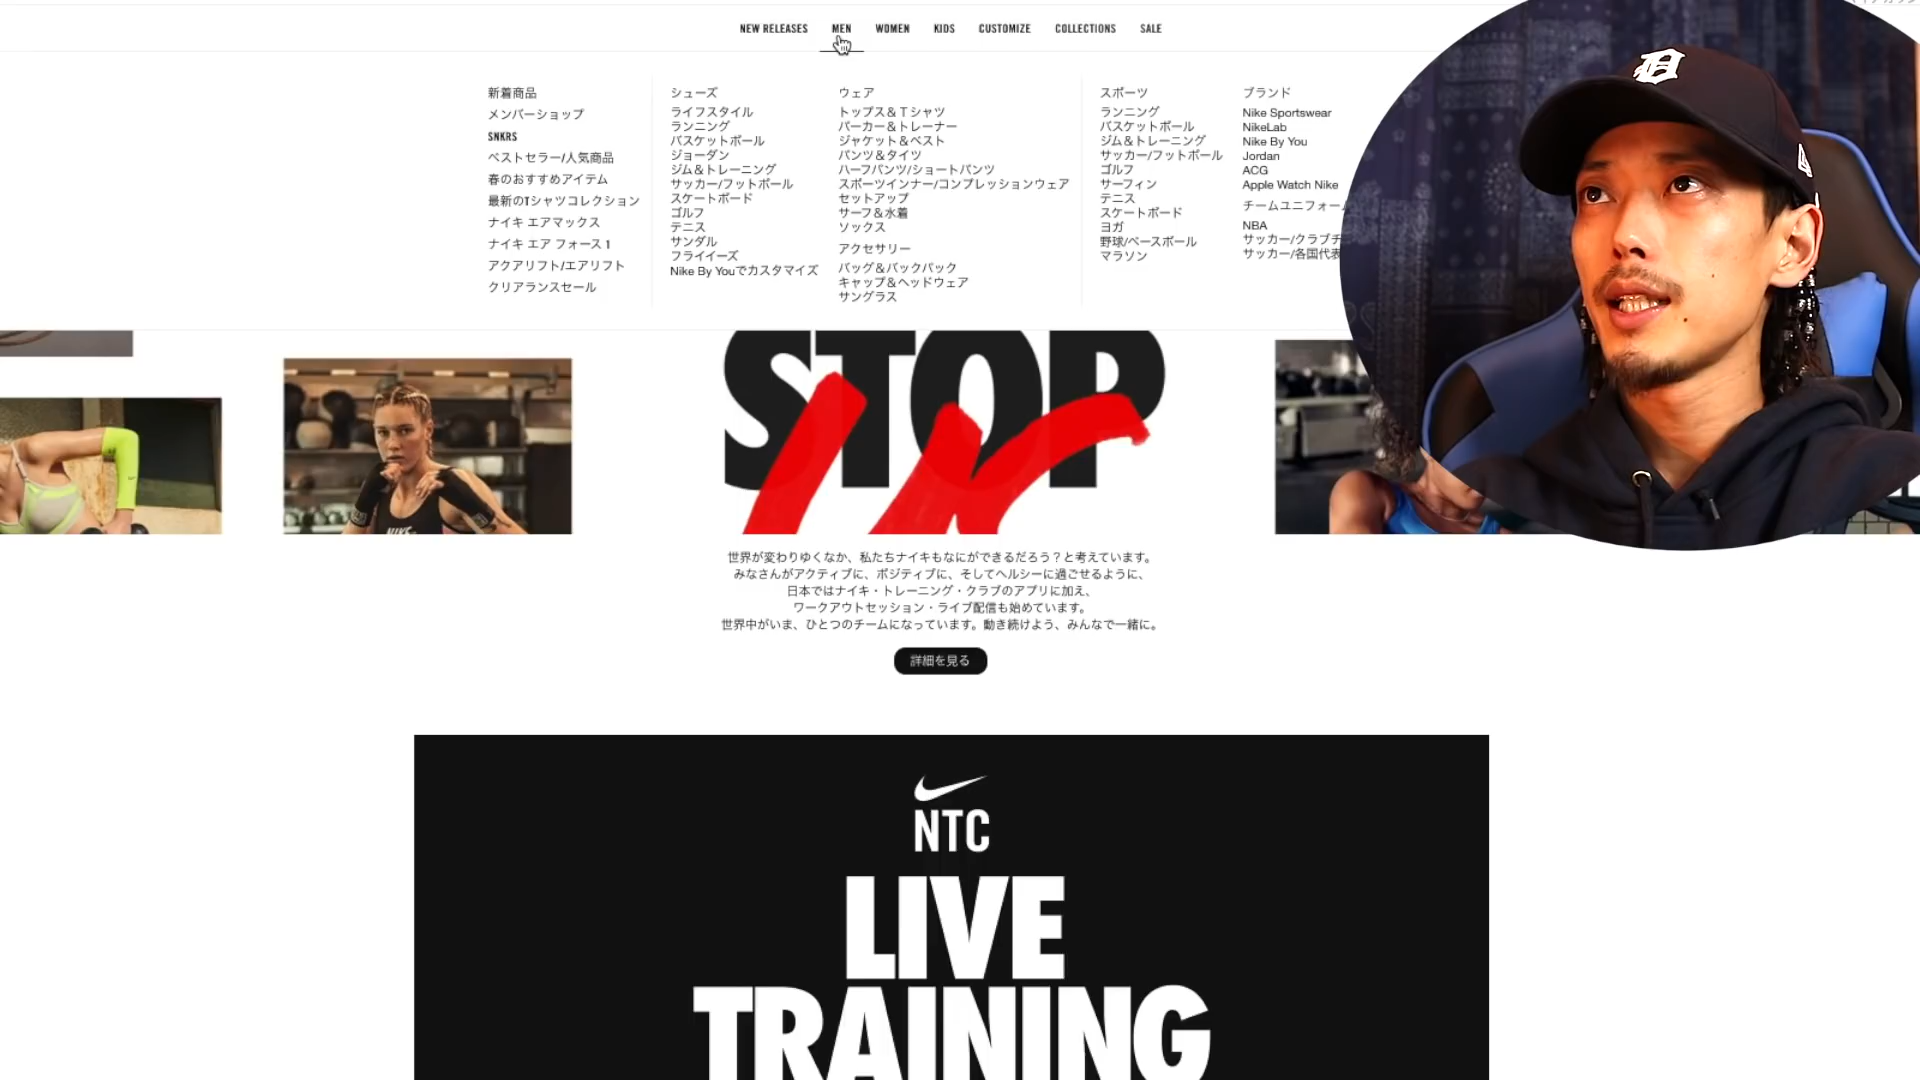 NEW RELEASES
MEN
WOMEN
KIDS
CUSTOMIZE
COLLECTIONS
SALE
新着商品
メンバーショップ
SNKRS
ベストセラー/人気商品
春のおすすめアイテム
最新のTシャツコレクション
ナイキ エアマックス
ナイキ エア フォース 1
アクアリフト/エアリフト
クリアランスセール
シューズ
ライフスタイル
ランニング
バスケットボール
ジョーダン
ジム＆トレーニング
サッカー/フットボール
スケートボード
ゴルフ
テニス
サンダル
フライイーズ
Nike By Youでカスタマイズ
ウェア
トップス＆Ｔシャツ
パーカー＆トレーナー
ジャケット＆ベスト
パンツ＆タイツ
ハーフパンツ/ショートパンツ
スポーツインナー/コンプレッションウェア
セットアップ
サーフ＆水着
ソックス
アクセサリー
バッグ＆バックパック
キャップ＆ヘッドウェア
サングラス
スポーツ
ランニング
バスケットボール
ジム＆トレーニング
サッカー/フットボール
ゴルフ
サーフィン
テニス
スケートボード
ヨガ
野球/ベースボール
マラソン
ブランド
Nike Sportswear
NikeLab
Nike By You
Jordan
ACG
Apple Watch Nike
チームユニフォーム
NBA
サッカー/クラブチ
サッカー/各国代表
STOP
NIKE
世界が変わりゆくなか、私たちナイキもなにができるだろう？と考えています。
みなさんがアクティブに、ポジティブに、そしてヘルシーに過ごせるように、
日本ではナイキ・トレーニング・クラブのアプリに加え、
ワークアウトセッション・ライブ配信も始めています。
世界中がいま、ひとつのチームになっています。動き続けよう、みんなで一緒に。
詳細を見る
NTC
LIVE
TRAINING